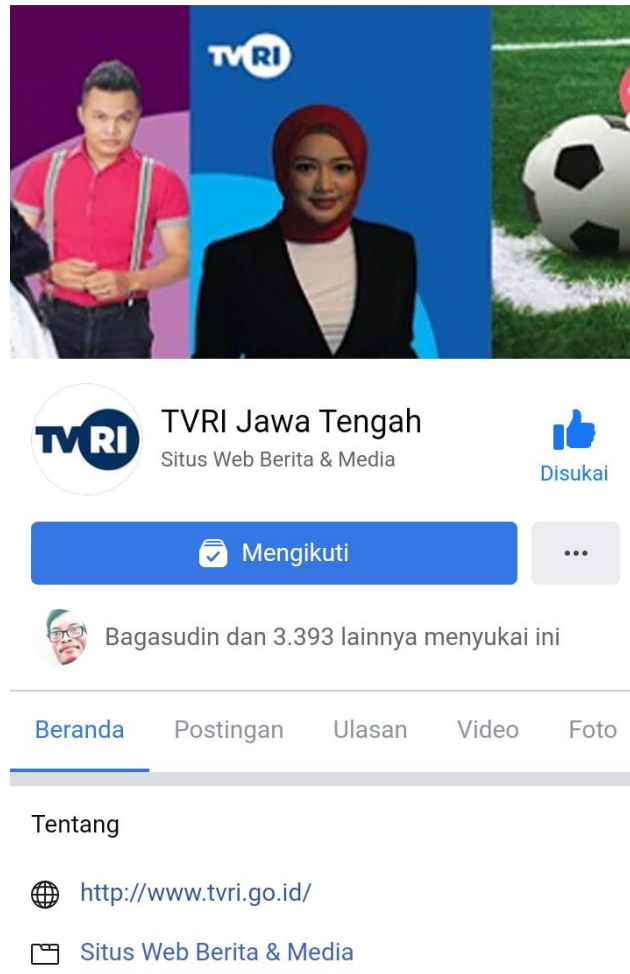 TVRI
TVRI
TVRI Jawa Tengah
Situs Web Berita & Media
Disukai
Mengikuti
Bagasudin dan 3.393 lainnya menyukai ini
Beranda Postingan Ulasan Video Foto
Tentang
http://www.tvri.go.id/
Situs Web Berita & Media